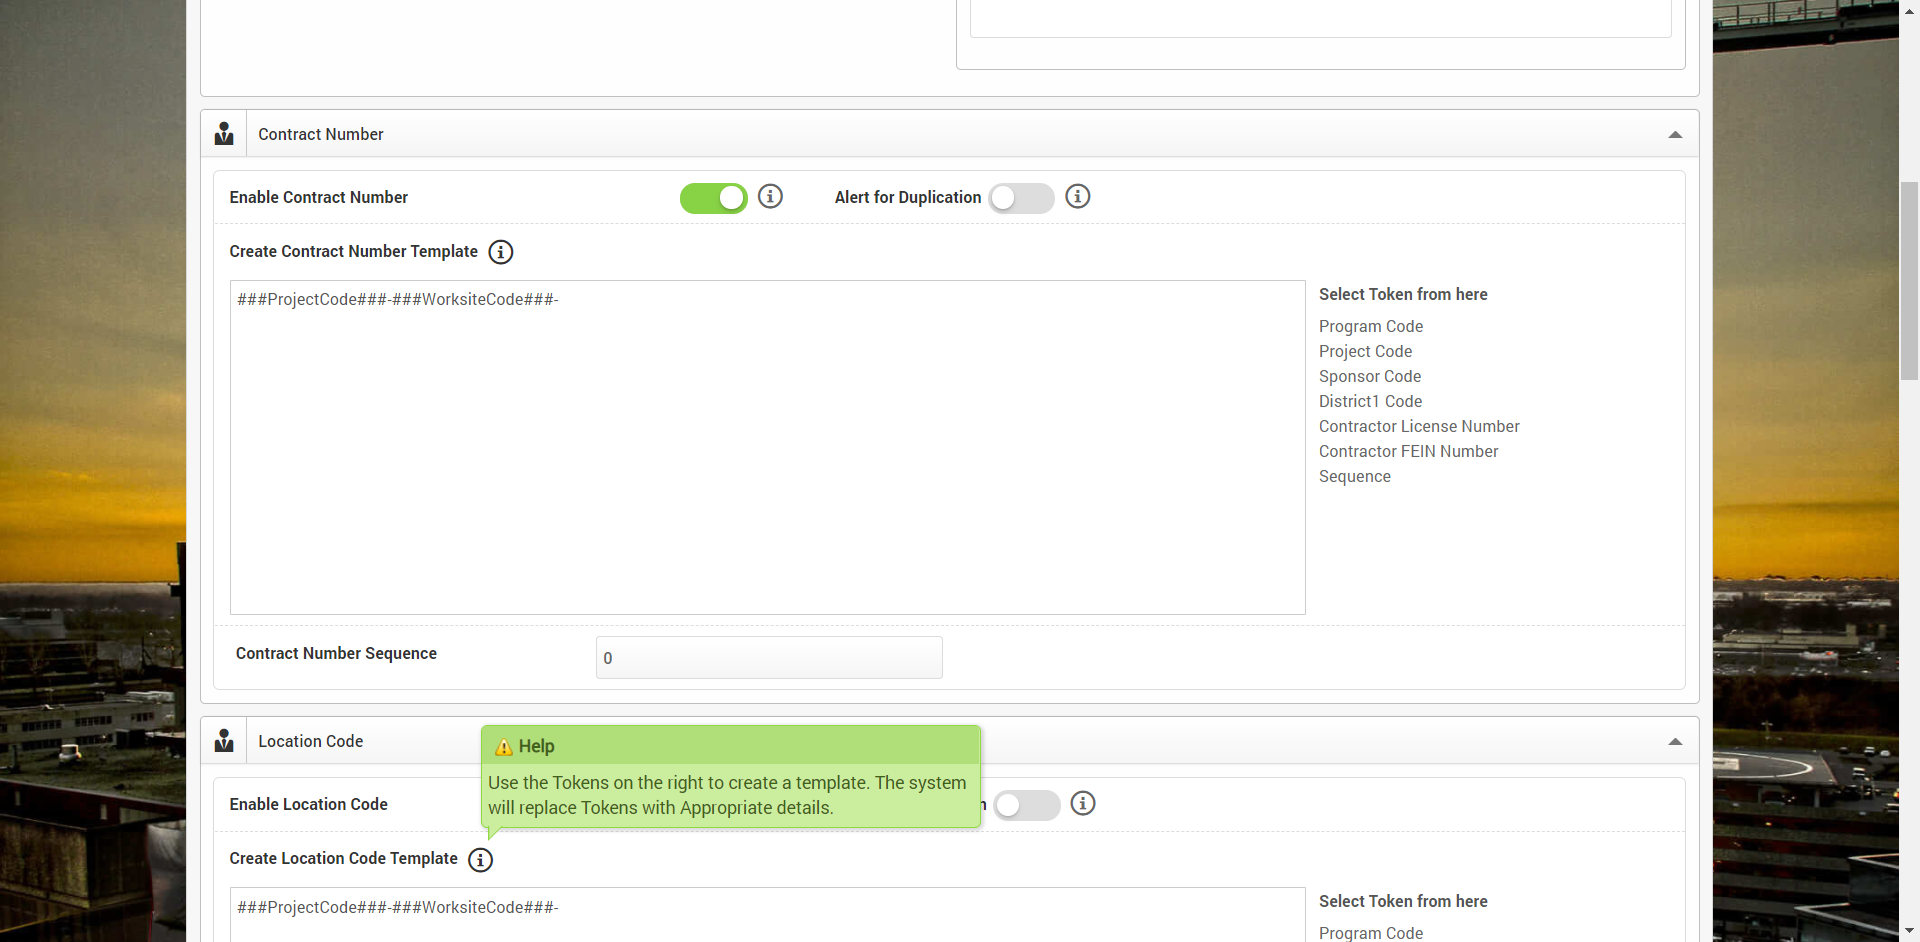 Contract Number
Enable Contract Number
Alert for Duplication
Create Contract Number Template
###ProjectCode###-###WorksiteCode###-
Select Token from here
Program Code
Project Code
Sponsor Code
District1 Code
Contractor License Number
Contractor FEIN Number
Sequence
Contract Number Sequence
0
Location Code
Help
Use the Tokens on the right to create a template. The system
will replace Tokens with Appropriate details.
Enable Location Code
Create Location Code Template
###ProjectCode###-###WorksiteCode###-
Select Token from here
Program Code